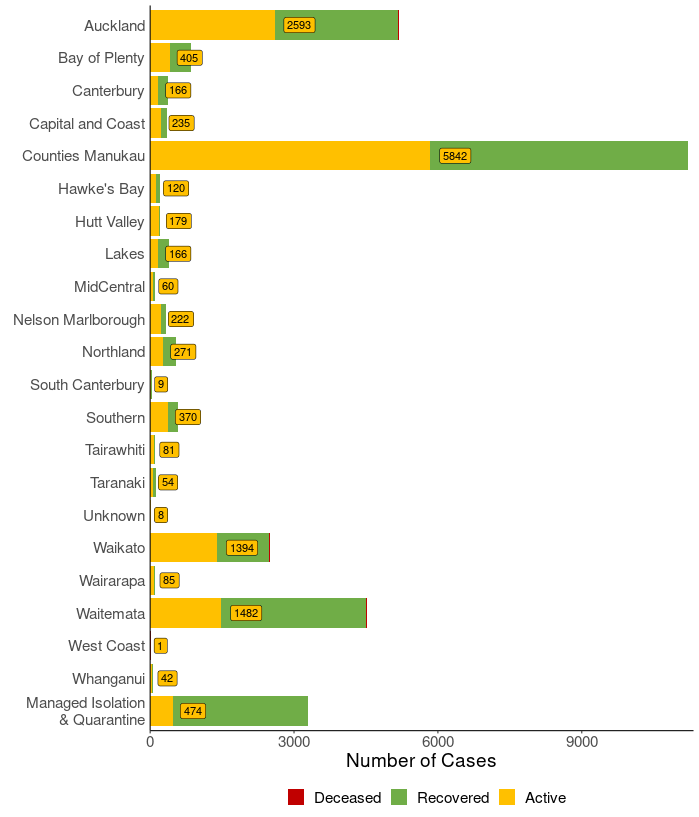 Auckland 2593
Bay of Plenty 405
Canterbury 166
Capital and Coast 235
Counties Manukau 5842
Hawke's Bay 120
Hutt Valley 179
Lakes 166
MidCentral 60
Nelson Marlborough 222
Northland 271
South Canterbury 9
Southern 370
Tairawhiti 81
Taranaki 54
Unknown 8
Waikato 1394
Wairarapa 85
Waitemata 1482
West Coast 1
Whanganui 42
Managed Isolation
& Quarantine 474
0 3000 6000 9000
Number of Cases
Deceased Recovered Active